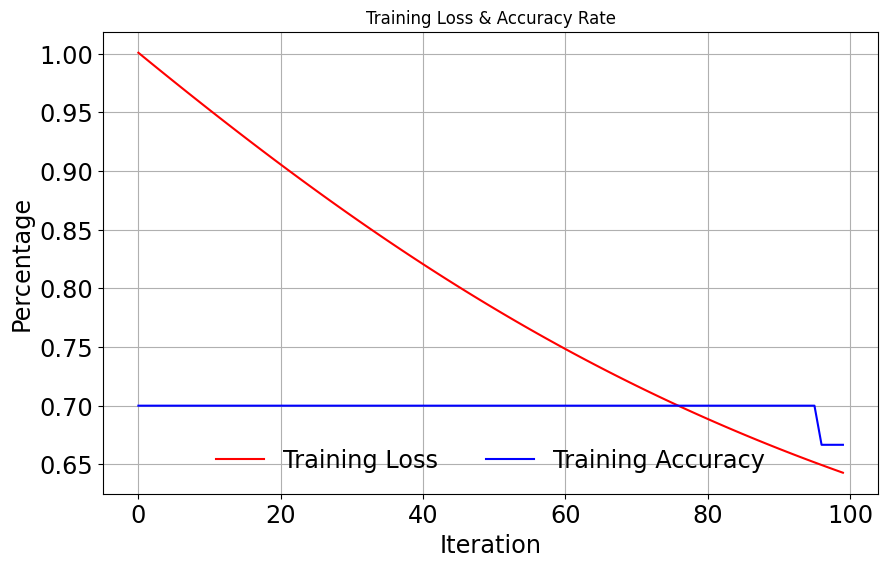 Training Loss & Accuracy Rate
1.00
0.95
0.90
0.85
0.80
0.75
0.70
0.65
Percentage
Training Loss
Training Accuracy
0 20 40 60 80 100
Iteration